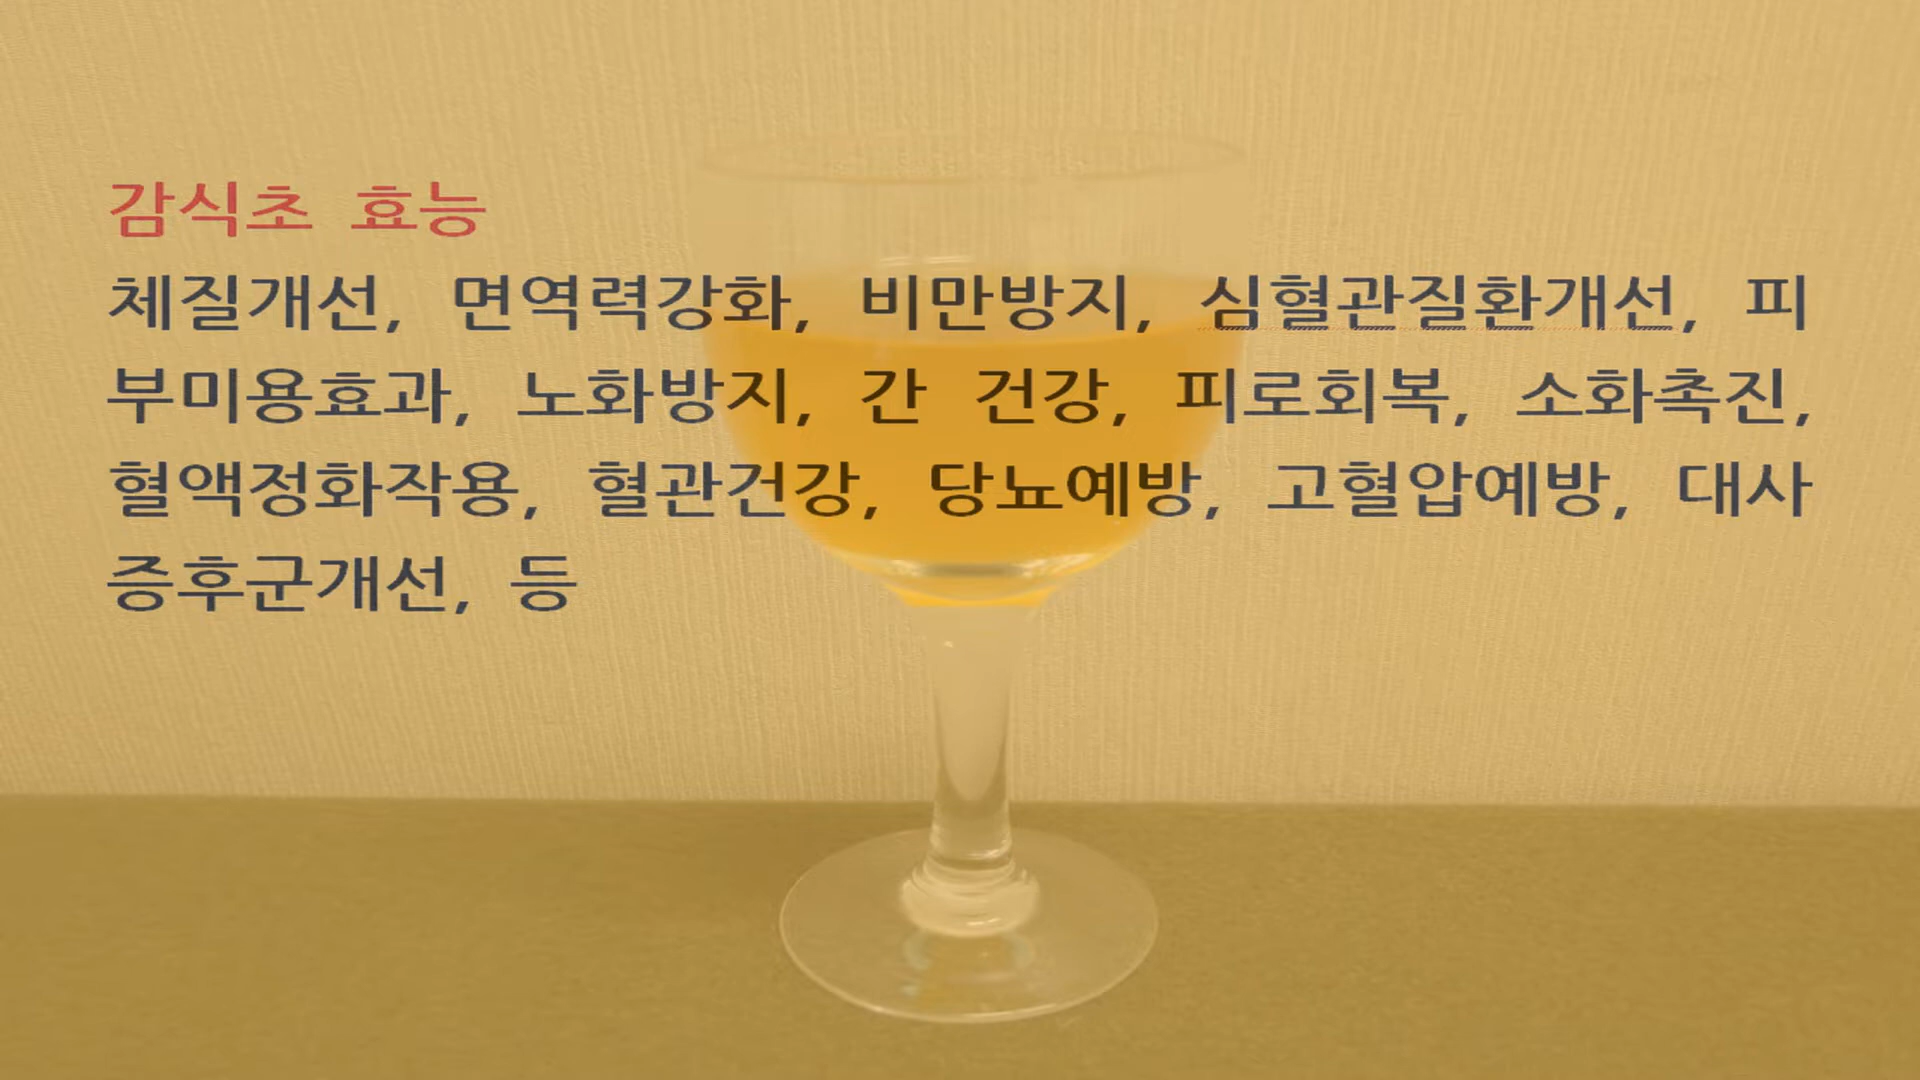 감식초 효능
체질개선, 면역력강화, 비만방지, 심혈관질환개선, 피
부미용효과, 노화방지, 간 건강, 피로회복, 소화촉진,
혈액정화작용, 혈관건강, 당뇨예방, 고혈압예방, 대사
증후군개선, 등